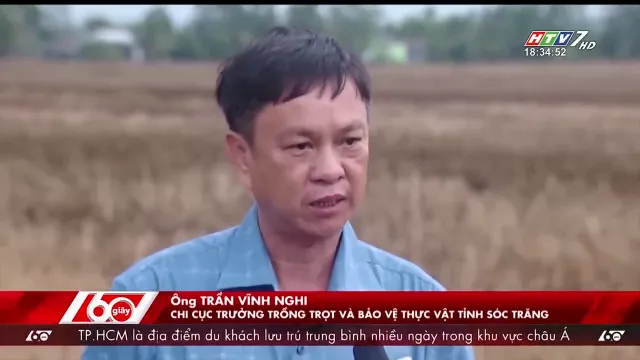 HTV7 HD
18:34:52
Ông TRẦN VĨNH NGHI
60 giây
CHI CỤC TRƯỞNG TRỒNG TRỌT VÀ BẢO VỆ THỰC VẬT TỈNH SÓC TRĂNG
60 TP.HCM là địa điểm du khách lưu trú trung bình nhiều ngày trong khu vực châu Á 60